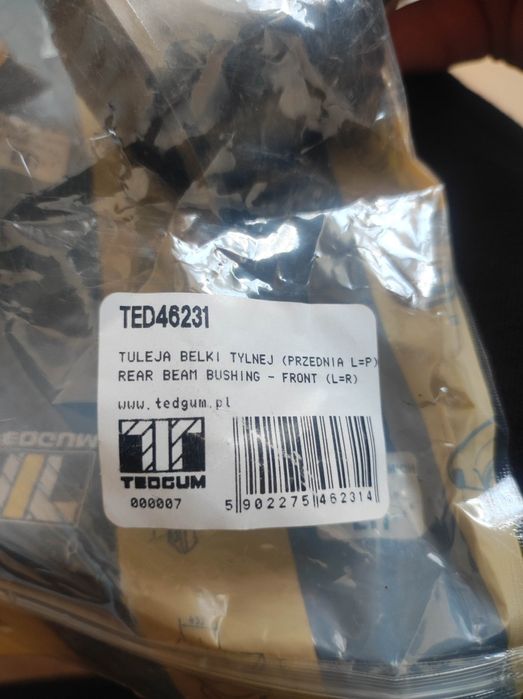 TED46231
TULEJA BELKI TYLNEJ (PRZEDNIA L=P)
REAR BEAM BUSHING - FRONT (L=R)
www.tedgum.pl
TEDGUM
000007
5 902275 462314